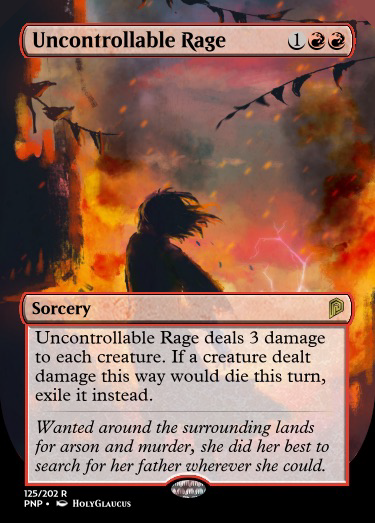 Uncontrollable Rage 1
Sorcery
Uncontrollable Rage deals 3 damage
to each creature. If a creature dealt
damage this way would die this turn,
exile it instead.
Wanted around the surrounding lands
for arson and murder, she did her best to
search for her father wherever she could.
125/202 R
PNP • HolyGlaucus